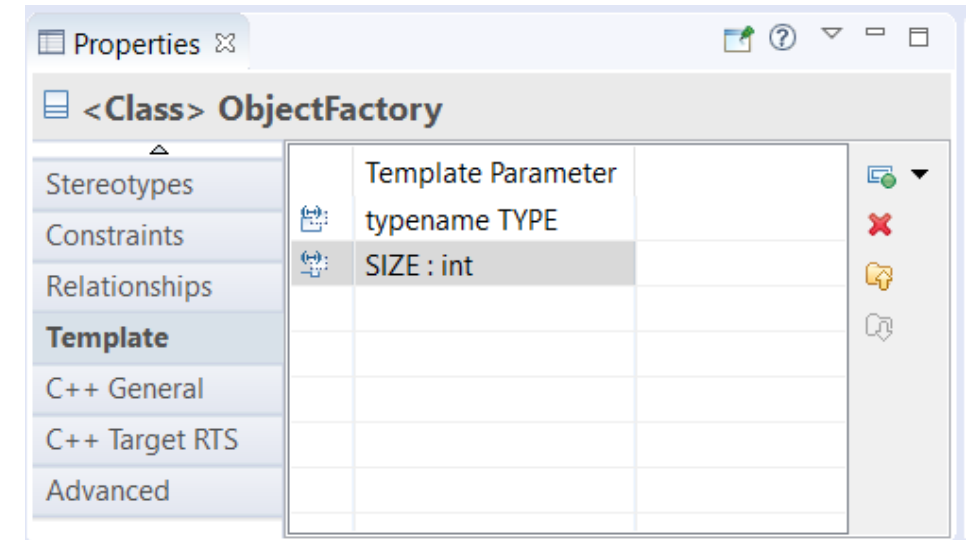 Properties
<Class> ObjectFactory
Stereotypes
Constraints
Relationships
Template
C++ General
C++ Target RTS
Advanced
Template Parameter
typename TYPE
SIZE : int